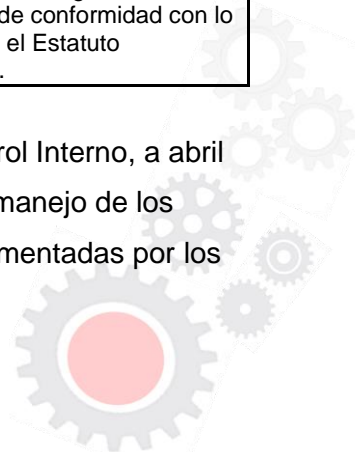 de conformidad con lo
el Estatuto
.
rol Interno, a abril
manejo de los
mentadas por los